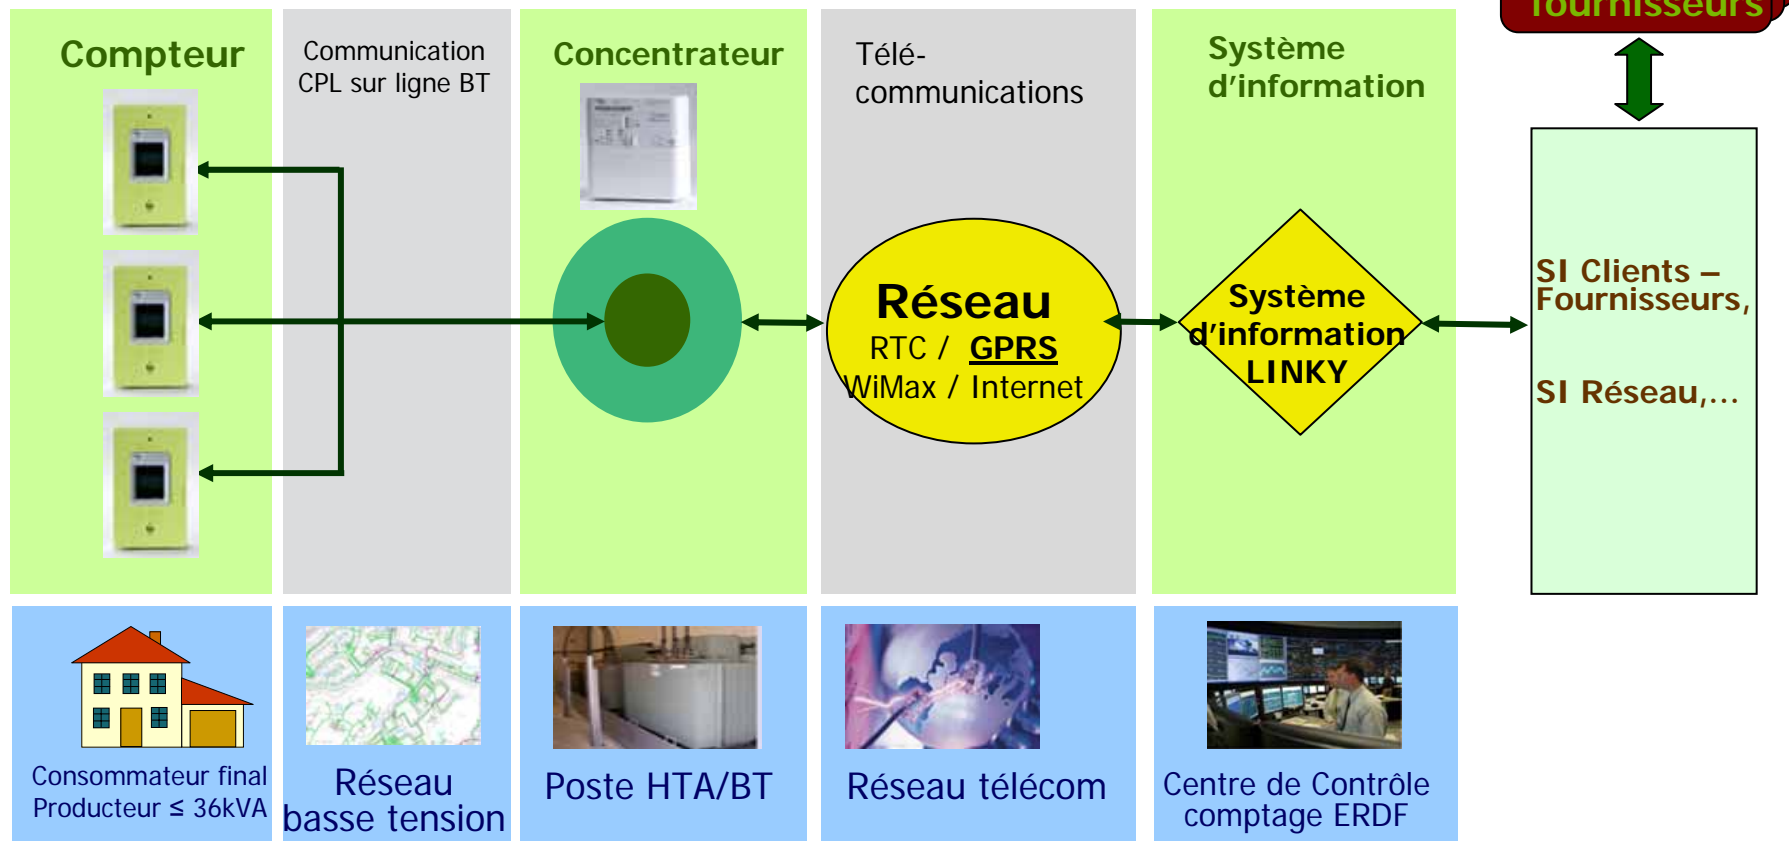 fournisseurs
Compteur
Communication
CPL sur ligne BT
Concentrateur
Télé-
communications
Système
d'information
Réseau
RTC / GPRS
WiMax / Internet
Système
d'information
LINKY
SI Clients –
Fournisseurs,
SI Réseau,...
Consommateur final
Producteur ≤ 36kVA
Réseau
basse tension
Poste HTA/BT
Réseau télécom
Centre de Contrôle
comptage ERDF